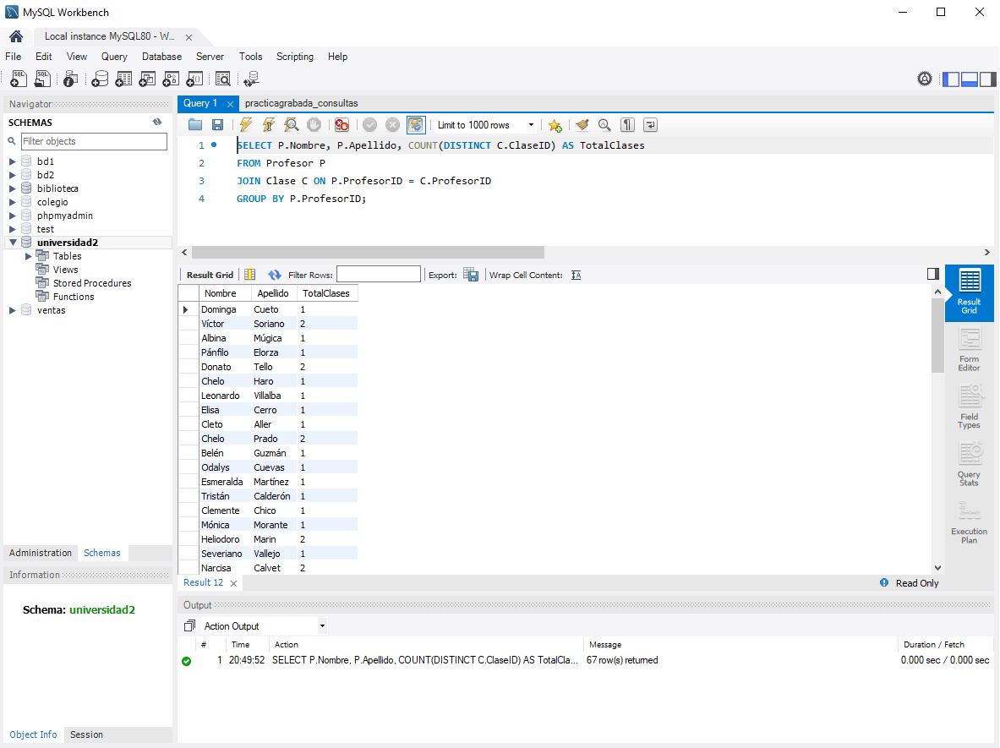 MySQL Workbench
Local instance MySQL80 - W...
File Edit View Query Database Server Tools Scripting Help
Navigator
SCHEMAS
Filter objects
bd1
bd2
biblioteca
colegio
phpmyadmin
test
universidad2
Tables
Views
Stored Procedures
Functions
ventas
Administration Schemas
Information
Schema: universidad2
Object Info Session
Query 1 practicagrabada_consultas
Limit to 1000 rows
1 SELECT P.Nombre, P.Apellido, COUNT(DISTINCT C.ClaseID) AS TotalClases
2 FROM Profesor P
3 JOIN Clase C ON P.ProfesorID = C.ProfesorID
4 GROUP BY P.ProfesorID;
Result Grid Filter Rows: Export: Wrap Cell Content:
Nombre Apellido TotalClases
Dominga Cueto 1
Víctor Soriano 2
Albina Múgica 1
Pánfilo Elorza 1
Donato Tello 2
Chelo Haro 1
Leonardo Villalba 1
Elisa Cerro 1
Cleto Aller 1
Chelo Prado 2
Belén Guzmán 1
Odalys Cuevas 1
Esmeralda Martínez 1
Tristán Calderón 1
Clemente Chico 1
Mónica Morante 1
Heliodoro Marin 2
Severiano Vallejo 1
Narcisa Calvet 2
Result
Grid
Form
Editor
Field
Types
Query
Stats
Execution
Plan
Result 12 Read Only
Output
Action Output
# Time Action Message Duration / Fetch
1 20:49:52 SELECT P.Nombre, P.Apellido, COUNT(DISTINCT C.ClaseID) AS TotalCla... 67 row(s) returned 0.000 sec / 0.000 sec